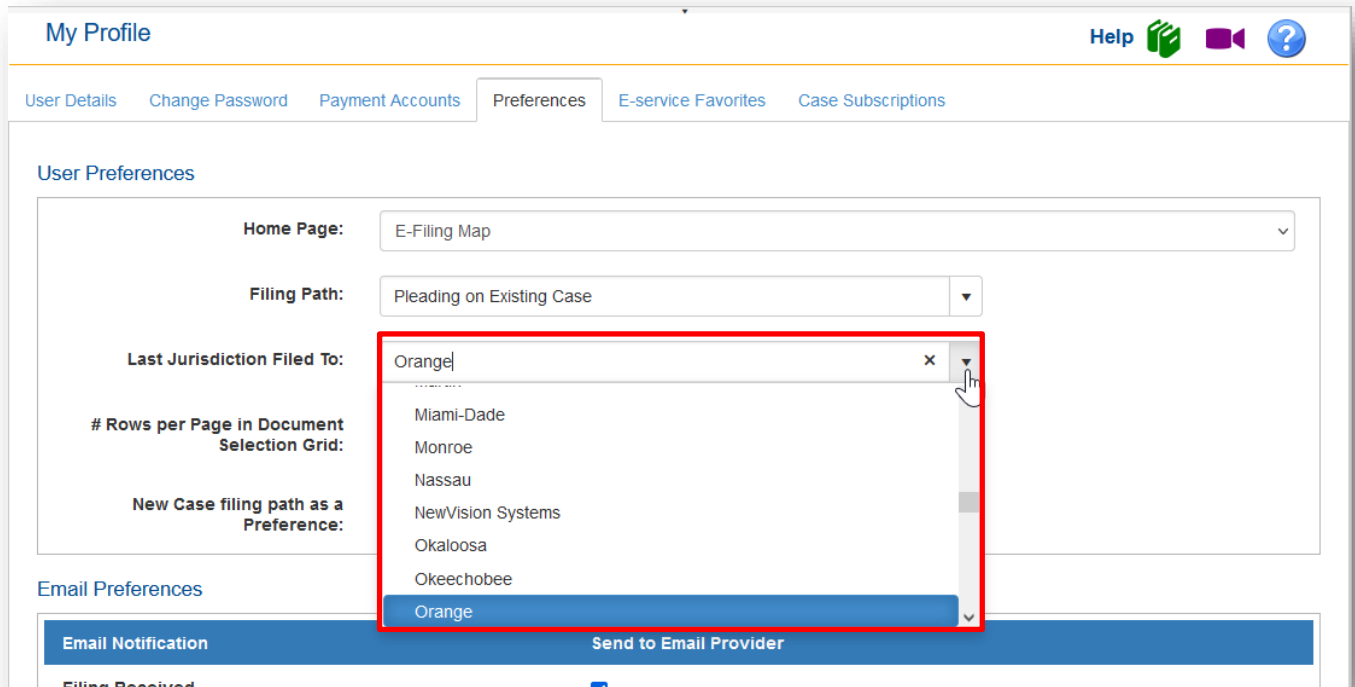 My Profile
Help
User Details Change Password Payment Accounts Preferences E-service Favorites Case Subscriptions
User Preferences
Home Page: E-Filing Map
Filing Path: Pleading on Existing Case
Last Jurisdiction Filed To: Orange
Miami-Dade
# Rows per Page in Document
Selection Grid:
Monroe
Nassau
New Case filing path as a
Preference:
NewVision Systems
Okaloosa
Okeechobee
Email Preferences
Orange
Email Notification Send to Email Provider
Filing Received